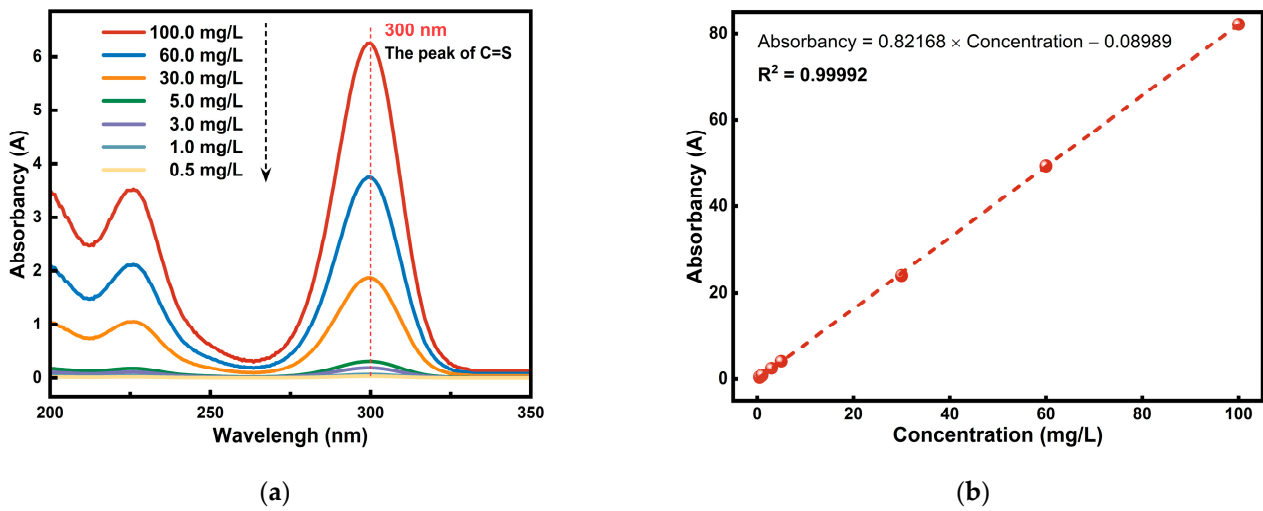 100.0 mg/L
60.0 mg/L
30.0 mg/L
5.0 mg/L
3.0 mg/L
1.0 mg/L
0.5 mg/L
300 nm
The peak of C=S
Absorbancy (A)
6
5
4
3
2
1
0
200
250
300
350
Wavelengh (nm)
(a)
Absorbancy = 0.82168 × Concentration − 0.08989
R² = 0.99992
Absorbancy (A)
80
60
40
20
0
0
20
40
60
80
100
Concentration (mg/L)
(b)